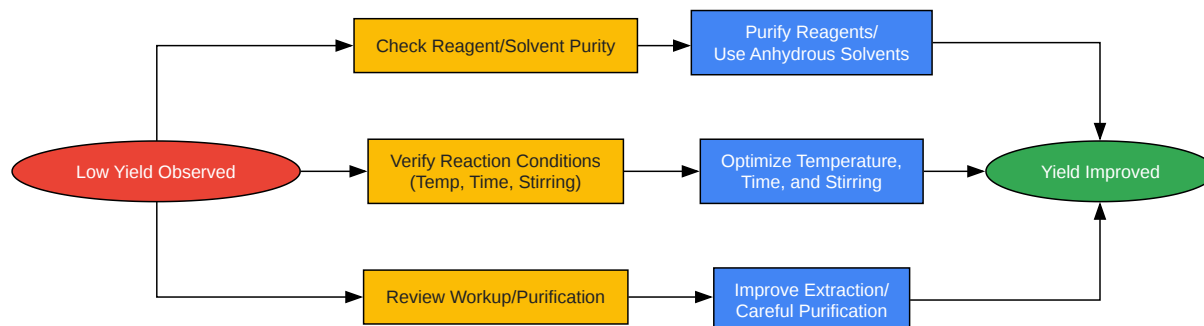 Low Yield Observed
Check Reagent/Solvent Purity
Purify Reagents/
Use Anhydrous Solvents
Verify Reaction Conditions
(Temp, Time, Stirring)
Optimize Temperature,
Time, and Stirring
Review Workup/Purification
Improve Extraction/
Careful Purification
Yield Improved